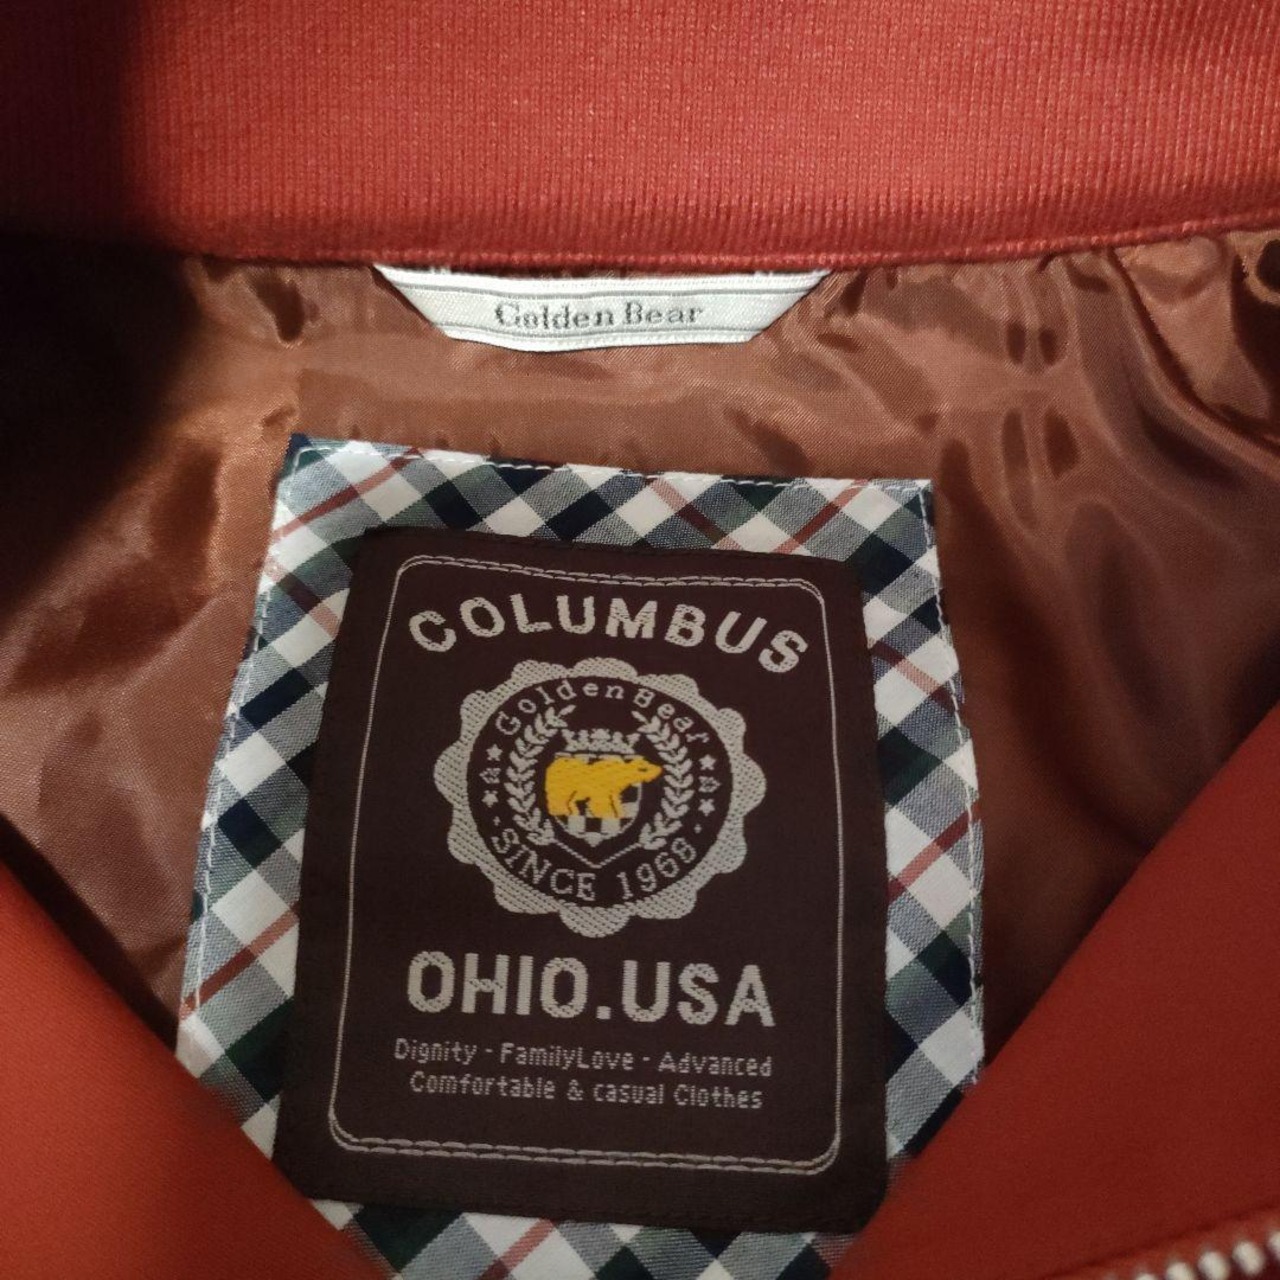 Golden Bear
COLUMBUS
Golden Bear
SINCE 1968
OHIO.USA
Dignity - FamilyLove - Advanced
Comfortable & casual Clothes